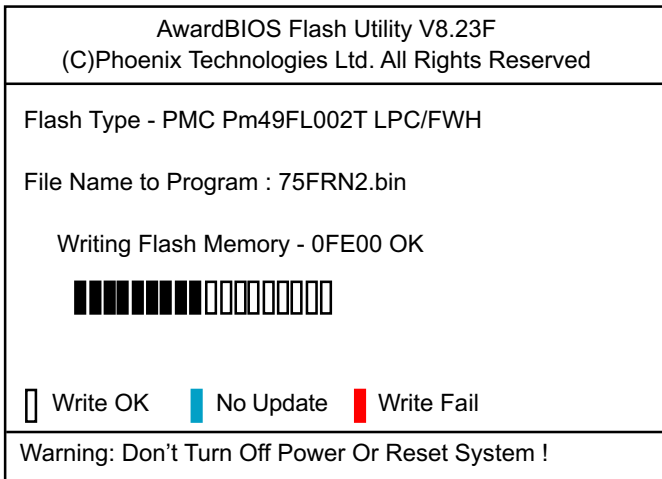 AwardBIOS Flash Utility V8.23F
(C)Phoenix Technologies Ltd. All Rights Reserved
Flash Type - PMC Pm49FL002T LPC/FWH
File Name to Program : 75FRN2.bin
Writing Flash Memory - 0FE00 OK
Write OK No Update Write Fail
Warning: Don’t Turn Off Power Or Reset System !